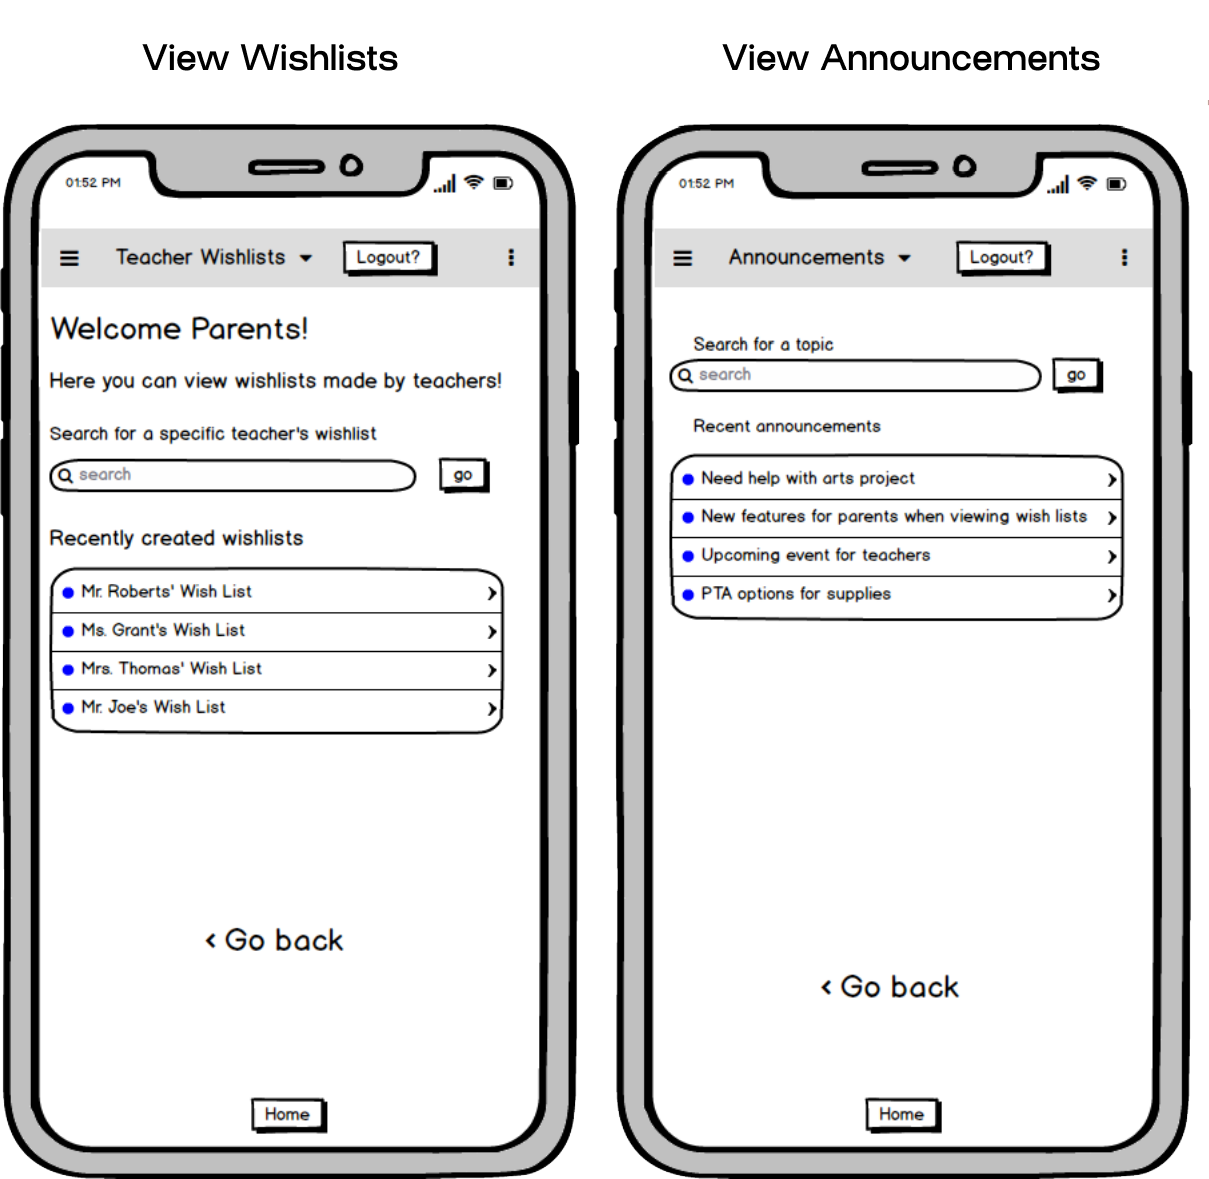 View Wishlists
01:52 PM
Teacher Wishlists
Logout?
Welcome Parents!
Here you can view wishlists made by teachers!
Search for a specific teacher's wishlist
search
go
Recently created wishlists
Mr. Roberts' Wish List
Ms. Grant's Wish List
Mrs. Thomas' Wish List
Mr. Joe's Wish List
Go back
Home
View Announcements
01:52 PM
Announcements
Logout?
Search for a topic
search
go
Recent announcements
Need help with arts project
New features for parents when viewing wish lists
Upcoming event for teachers
PTA options for supplies
Go back
Home